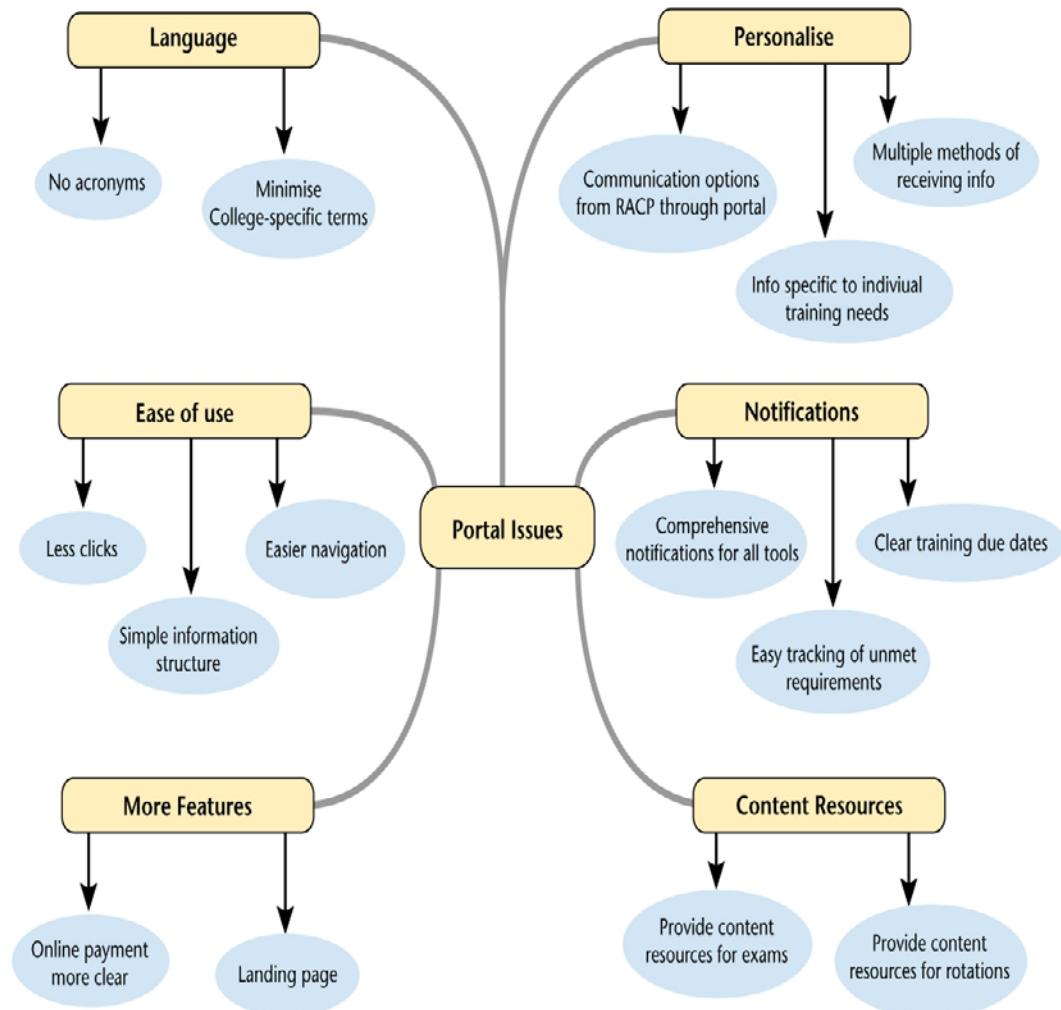 Language
No acronyms
Minimise
College-specific terms
Personalise
Communication options
from RACP through portal
Info specific to indiviual
training needs
Multiple methods of
receiving info
Ease of use
Less clicks
Simple information
structure
Easier navigation
Portal Issues
Notifications
Comprehensive
notifications for all tools
Easy tracking of unmet
requirements
Clear training due dates
More Features
Online payment
more clear
Landing page
Content Resources
Provide content
resources for exams
Provide content
resources for rotations